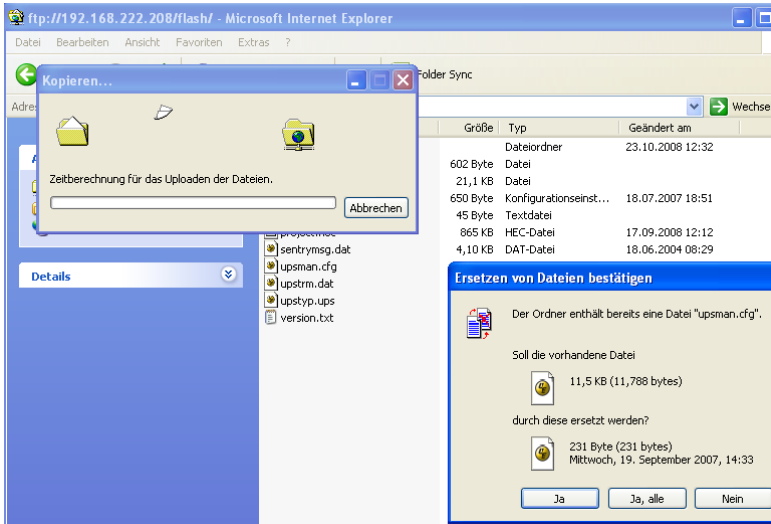 ftp://192.168.222.208/flash/ - Microsoft Internet Explorer
Datei Bearbeiten Ansicht Favoriten Extras ?
Folder Sync
Kopieren...
Zeitberechnung für das Uploaden der Dateien.
Abbrechen
Details
Größe Typ Geändert am
Dateiordner 23.10.2008 12:32
602 Byte Datei
21,1 KB Datei
650 Byte Konfigurationseinst... 18.07.2007 18:51
45 Byte Textdatei
865 KB HEC-Datei 17.09.2008 12:12
sentrymsg.dat 4,10 KB DAT-Datei 18.06.2004 08:29
upsman.cfg
upstrm.dat
upstyp.ups
version.txt
Ersetzen von Dateien bestätigen
Der Ordner enthält bereits eine Datei "upsman.cfg".
Soll die vorhandene Datei
11,5 KB (11,788 bytes)
durch diese ersetzt werden?
231 Byte (231 bytes)
Mittwoch, 19. September 2007, 14:33
Ja Ja, alle Nein